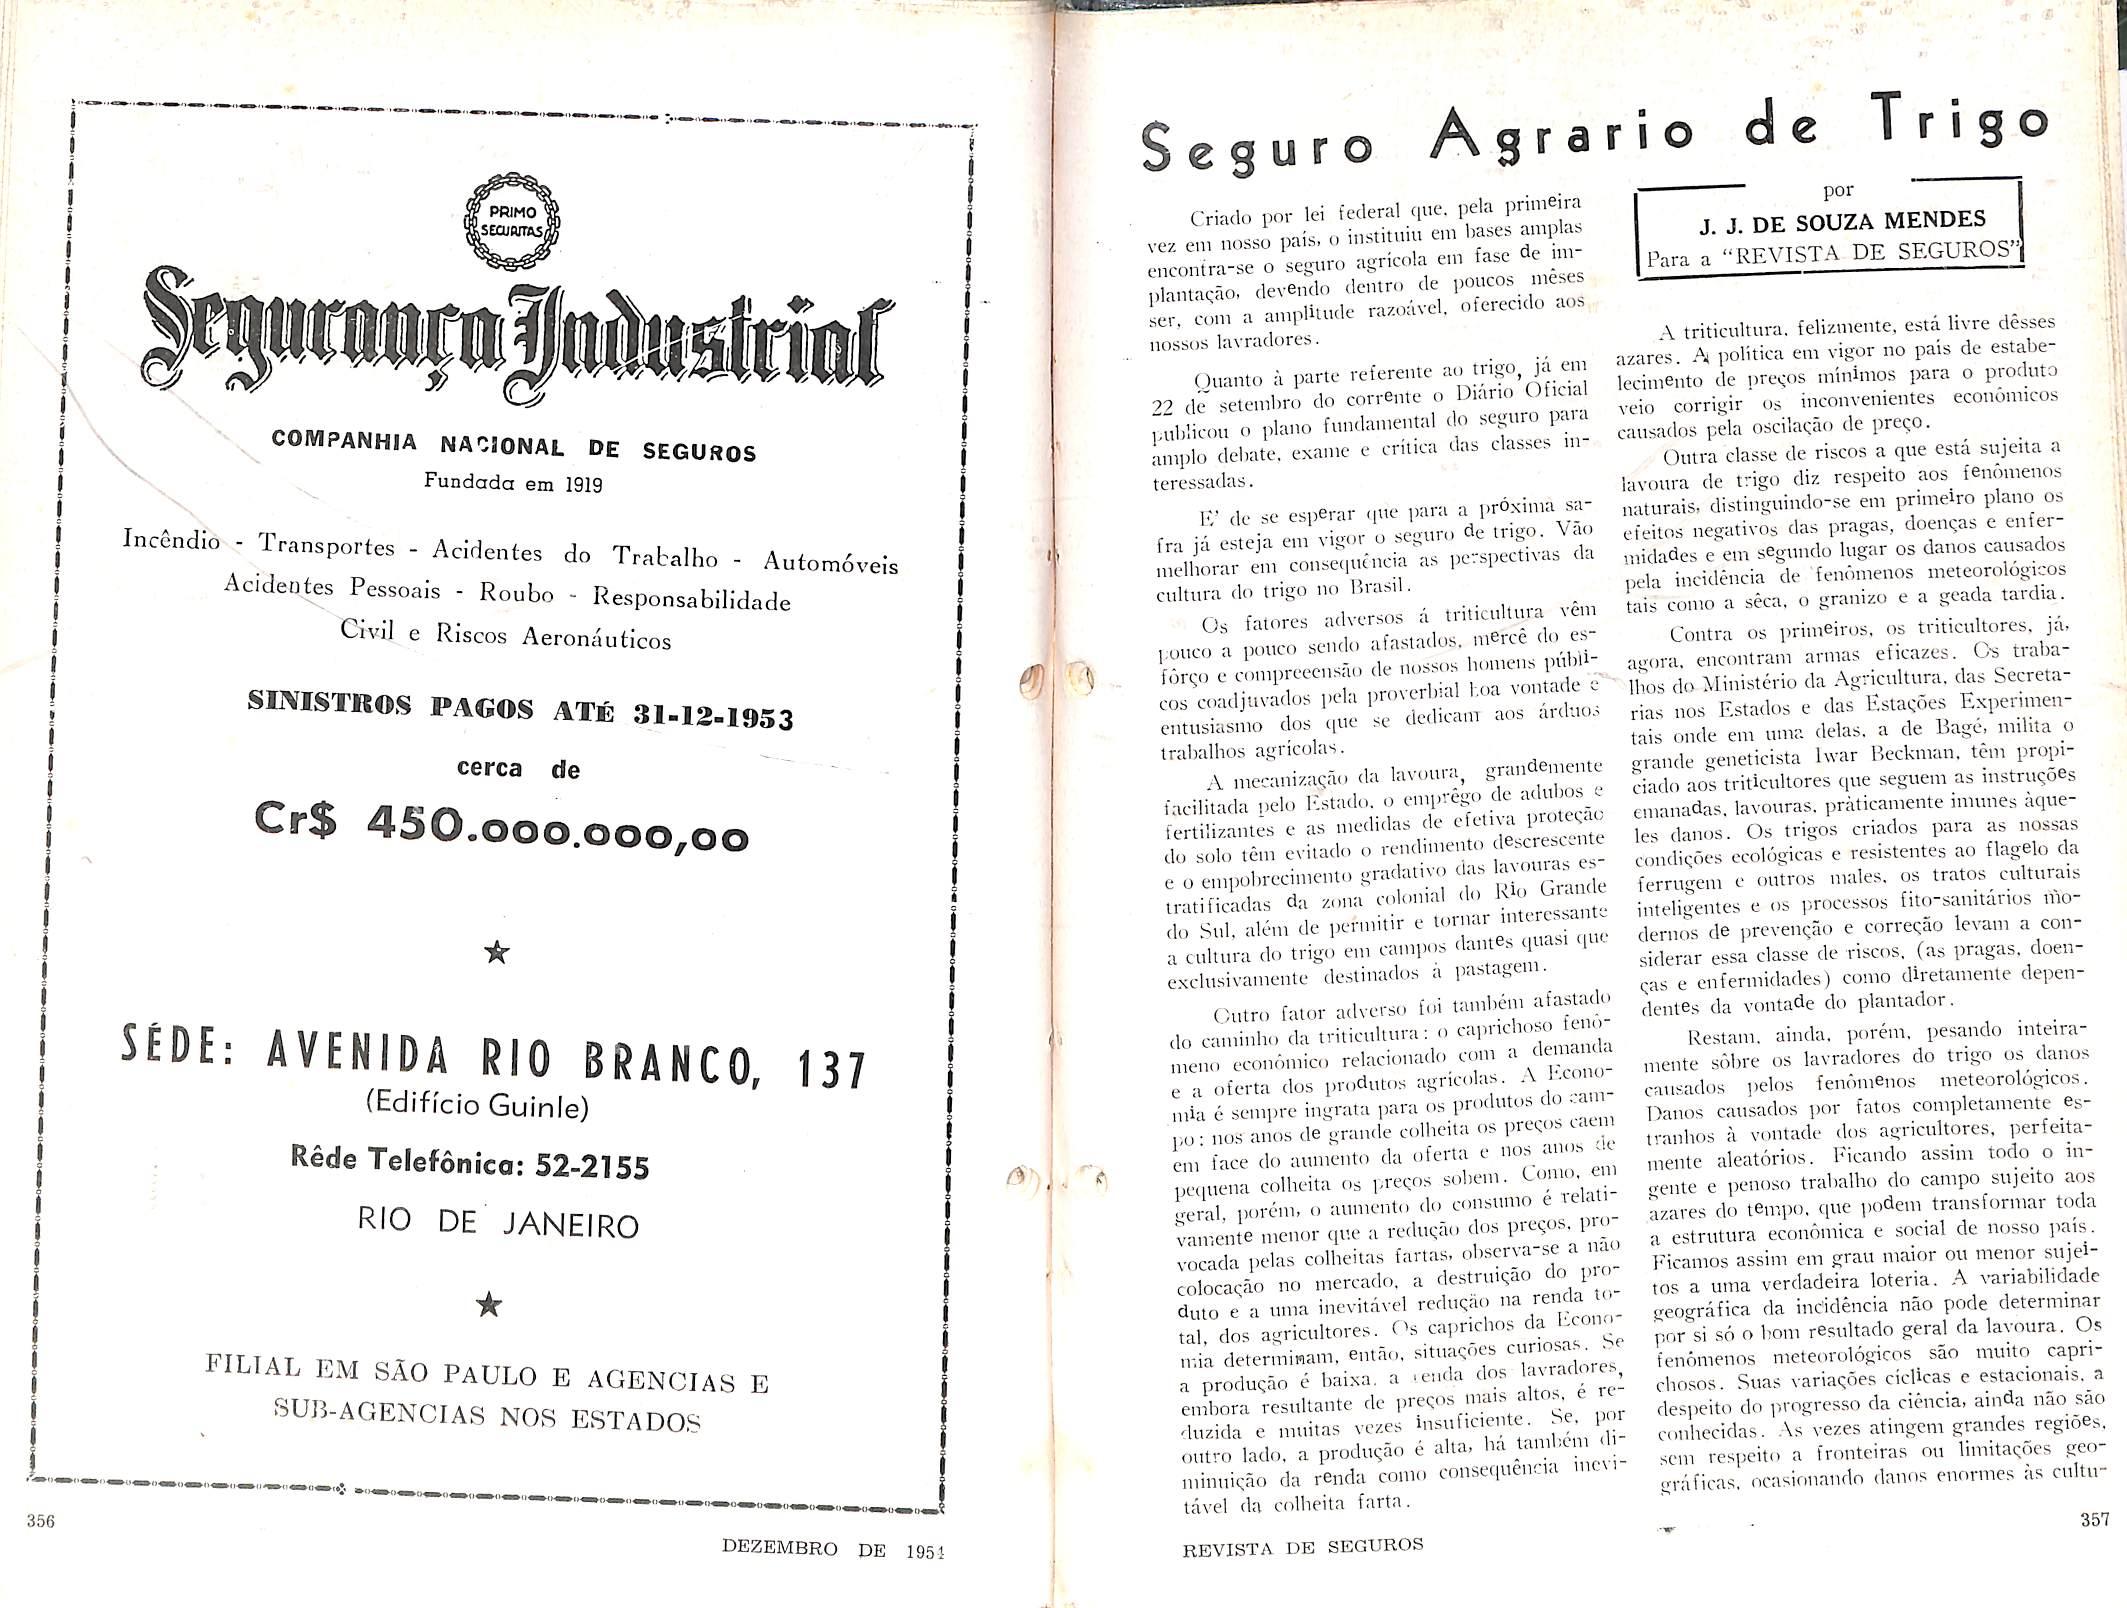 PRIMO
SECURITAS
Segurança Industrial
COMPANHIA NACIONAL DE SEGUROS
Fundada em 1919
Incêndio - Transportes - Acidentes do Trabalho - Automóveis
Acidentes Pessoais - Roubo - Responsabilidade
Civil e Riscos Aeronáuticos
SINISTROS PAGOS ATÉ 31-12-1953
cerca de
Cr$ 450.000.000,00
SÉDE: AVENIDA RIO BRANCO, 137
(Edifício Guinle)
Rêde Telefônica: 52-2155
RIO DE JANEIRO
FILIAL EM SÃO PAULO E AGENCIAS E
SUB-AGENCIAS NOS ESTADOS
356
DEZEMBRO DE 1954
Seguro Agrario de Trigo
por
J. J. DE SOUZA MENDES
Para a "REVISTA DE SEGUROS"
Criado por lei federal que, pela primeira
vez em nosso país, o instituiu em bases amplas
encontra-se o seguro agrícola em fase de im-
plantação, devendo dentro de poucos mêses
ser, com a amplitude razoável, oferecido aos
nossos lavradores.
Quanto à parte referente ao trigo, já em
22 de setembro do corrente o Diário Oficial
publicou o plano fundamental do seguro para
amplo debate, exame e crítica das classes in-
teressadas.
E' de se esperar que para a próxima sa-
fra já esteja em vigor o seguro de trigo. Vão
melhorar em consequência as perspectivas da
cultura do trigo no Brasil.
Os fatores adversos á triticultura vêm
pouco a pouco sendo afastados, mercê do es-
fôrço e compreecnsão de nossos homens públi-
cos coadjuvados pela proverbial boa vontade e
entusiasmo dos que se dedicam aos árduos
trabalhos agrícolas.
A mecanização da lavoura, grandemente
facilitada pelo Estado, o emprêgo de adubos e
fertilizantes e as medidas de efetiva proteção
do solo têm evitado o rendimento descrescente
e o empobrecimento gradativo das lavouras es-
tratificadas da zona colonial do Rio Grande
do Sul, além de permitir e tornar interessante
a cultura do trigo em campos dantes quasi que
exclusivamente destinados à pastagem.
Outro fator adverso foi também afastado
do caminho da triticultura: o caprichoso fenô-
meno econômico relacionado com a demanda
e a oferta dos produtos agrícolas. A Econo-
mia é sempre ingrata para os produtos do cam-
po: nos anos de grande colheita os preços caem
em face do aumento da oferta e nos anos de
pequena colheita os preços sobem. Como, em
geral, porém, o aumento do consumo é relati-
vamente menor que a redução dos preços, pro-
vocada pelas colheitas fartas, observa-se a não
colocação no mercado, a destruição do pro-
duto e a uma inevitável redução na renda to-
tal, dos agricultores. Os caprichos da Econo-
mia determinam, então, situações curiosas. Se
a produção é baixa, a renda dos lavradores,
embora resultante de preços mais altos, é re-
duzida e muitas vezes insuficiente. Se, por
outro lado, a produção é alta, há também di-
minuição da renda como consequência inevi-
tável da colheita farta.
A triticultura, felizmente, está livre dêsses
azares. A política em vigor no país de estabe-
lecimento de preços mínimos para o produto
veio corrigir os inconvenientes econômicos
causados pela oscilação de preço.
Outra classe de riscos a que está sujeita a
lavoura de trigo diz respeito aos fenômenos
naturais, distinguindo-se em primeiro plano os
efeitos negativos das pragas, doenças e enfer-
midades e em segundo lugar os danos causados
pela incidência de fenômenos meteorológicos
tais como a sêca, o granizo e a geada tardia.
Contra os primeiros, os triticultores, já,
agora, encontram armas eficazes. Os traba-
lhos do Ministério da Agricultura, das Secreta-
rias nos Estados e das Estações Experimen-
tais onde em uma delas, a de Bagé, milita o
grande geneticista Iwar Beckman, têm propi-
ciado aos triticultores que seguem as instruções
emanadas, lavouras, pràticamente imunes àque-
les danos. Os trigos criados para as nossas
condições ecológicas e resistentes ao flagelo da
ferrugem e outros males, os tratos culturais
inteligentes e os processos fito-sanitários mo-
dernos de prevenção e correção levam a con-
siderar essa classe de riscos, (as pragas, doen-
ças e enfermidades) como diretamente depen-
dentes da vontade do plantador.
Restam, ainda, porém, pesando inteira-
mente sôbre os lavradores do trigo os danos
causados pelos fenômenos meteorológicos.
Danos causados por fatos completamente es-
tranhos à vontade dos agricultores, perfeita-
mente aleatórios. Ficando assim todo o in-
gente e penoso trabalho do campo sujeito aos
azares do tempo, que podem transformar toda
a estrutura econômica e social de nosso país.
Ficamos assim em grau maior ou menor sujei-
tos a uma verdadeira loteria. A variabilidade
geográfica da incidência não pode determinar
por si só o bom resultado geral da lavoura. Os
fenômenos meteorológicos são muito capri-
chosos. Suas variações cíclicas e estacionais, a
despeito do progresso da ciência, ainda não são
conhecidas. Às vezes atingem grandes regiões,
sem respeito a fronteiras ou limitações geo-
gráficas, ocasionando danos enormes às cultu-
REVISTA DE SEGUROS
357